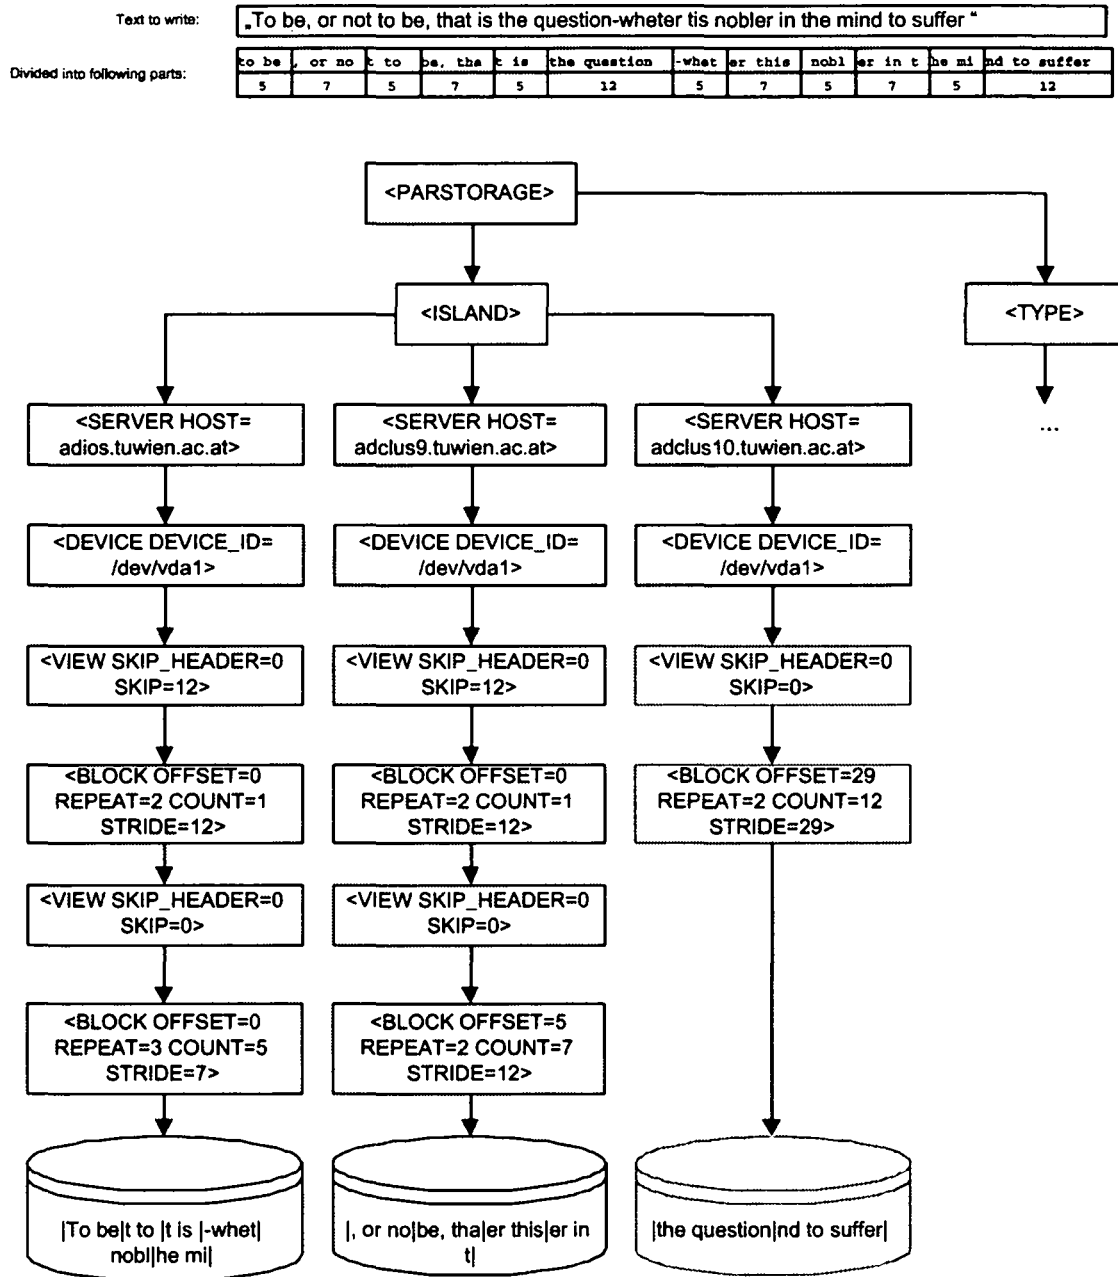 Text to write:
„To be, or not to be, that is the question-wheter tis nobler in the mind to suffer “
Divided into following parts:
to be , or no t to be, tha t is the question -what er this nobl er in t he mi nd to suffer
5 7 5 7 5 12 5 7 5 7 5 12
<PARSTORAGE>
<ISLAND>
<TYPE>
<SERVER HOST=
adios.tuwien.ac.at>
<SERVER HOST=
adclus9.tuwien.ac.at>
<SERVER HOST=
adclus10.tuwien.ac.at>
...
<DEVICE DEVICE_ID=
/dev/vda1>
<DEVICE DEVICE_ID=
/dev/vda1>
<DEVICE DEVICE_ID=
/dev/vda1>
<VIEW SKIP_HEADER=0
SKIP=12>
<VIEW SKIP_HEADER=0
SKIP=12>
<VIEW SKIP_HEADER=0
SKIP=0>
<BLOCK OFFSET=0
REPEAT=2 COUNT=1
STRIDE=12>
<BLOCK OFFSET=0
REPEAT=2 COUNT=1
STRIDE=12>
<BLOCK OFFSET=29
REPEAT=2 COUNT=12
STRIDE=29>
<VIEW SKIP_HEADER=0
SKIP=0>
<VIEW SKIP_HEADER=0
SKIP=0>
<BLOCK OFFSET=0
REPEAT=3 COUNT=5
STRIDE=7>
<BLOCK OFFSET=5
REPEAT=2 COUNT=7
STRIDE=12>
|To be|t to |t is |-whet|
nobl|he mi|
|, or no|be, tha|er this|er in
t|
|the question|nd to suffer|